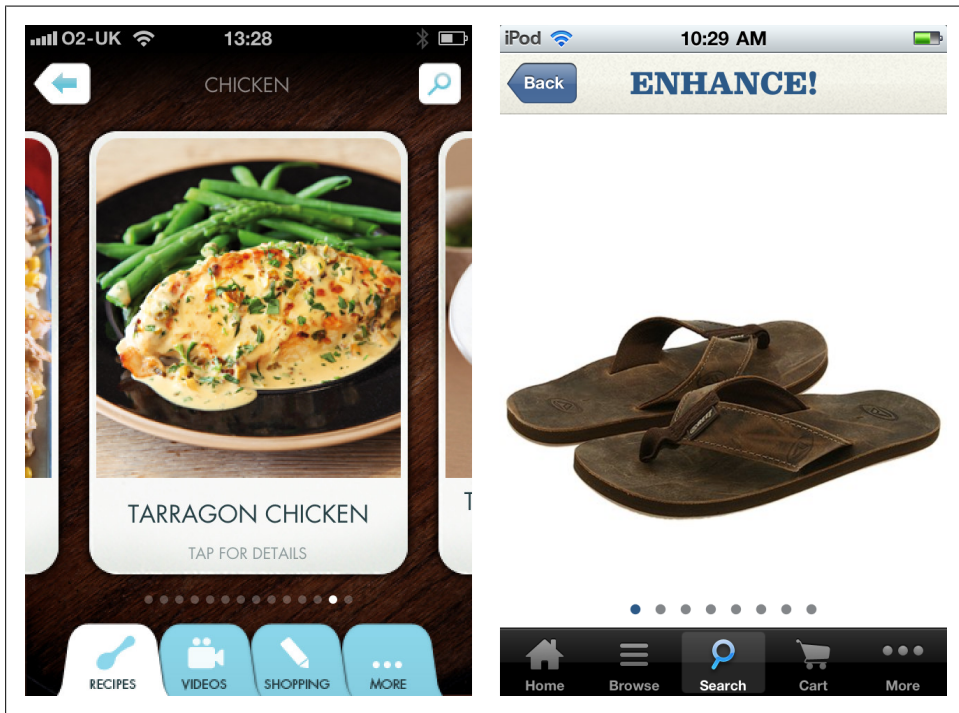 O2-UK 13:28
CHICKEN
TARRAGON CHICKEN
TAP FOR DETAILS
T
RECIPES VIDEOS SHOPPING MORE
iPod 10:29 AM
Back ENHANCE!
Home Browse Search Cart More